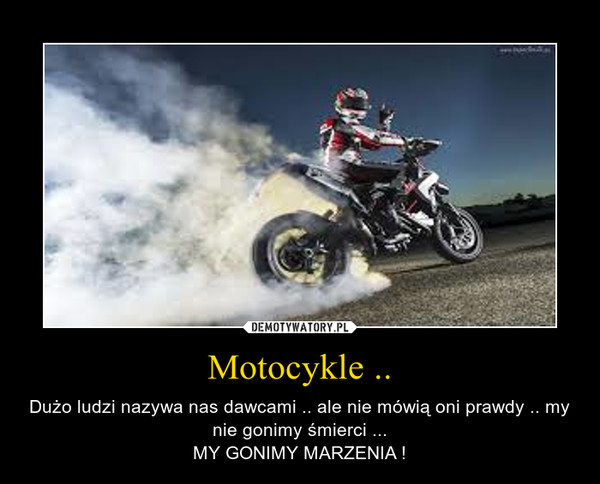 DEMOTYWATORY.PL
Motocykle ..
Dużo ludzi nazywa nas dawcami .. ale nie mówią oni prawdy .. my
nie gonimy śmierci ...
MY GONIMY MARZENIA !